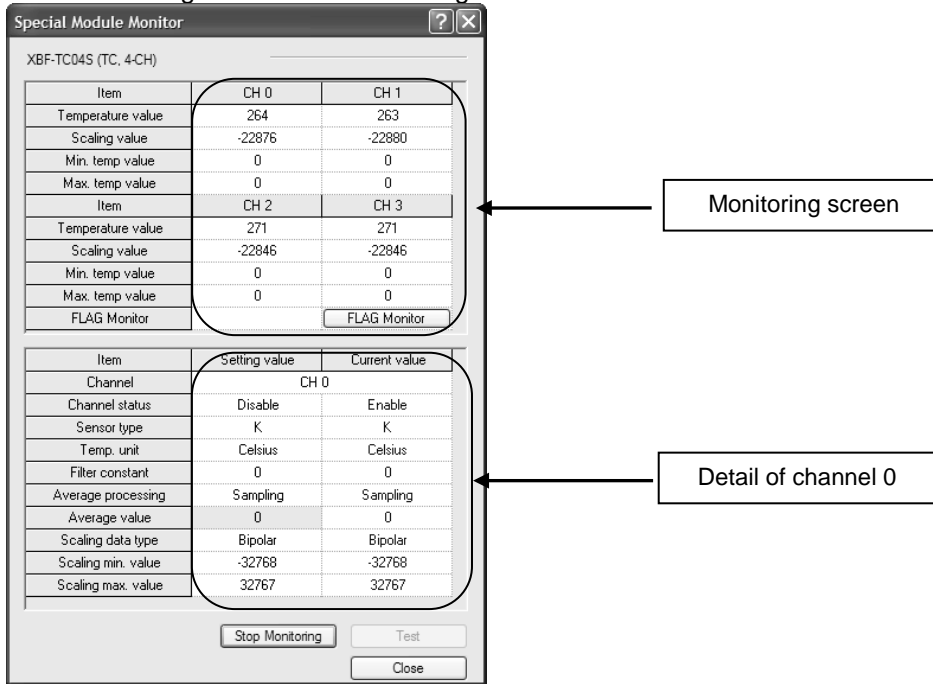 Special Module Monitor
XBF-TC04S (TC, 4-CH)
Item CH 0 CH 1
Temperature value 264 263
Scaling value -22876 -22880
Min. temp value 0 0
Max. temp value 0 0
Item CH 2 CH 3
Temperature value 271 271
Scaling value -22846 -22846
Min. temp value 0 0
Max. temp value 0 0
FLAG Monitor FLAG Monitor
Monitoring screen
Item Setting value Current value
Channel CH 0
Channel status Disable Enable
Sensor type K K
Temp. unit Celsius Celsius
Filter constant 0 0
Average processing Sampling Sampling
Average value 0 0
Scaling data type Bipolar Bipolar
Scaling min. value -32768 -32768
Scaling max. value 32767 32767
Detail of channel 0
Stop Monitoring Test
Close